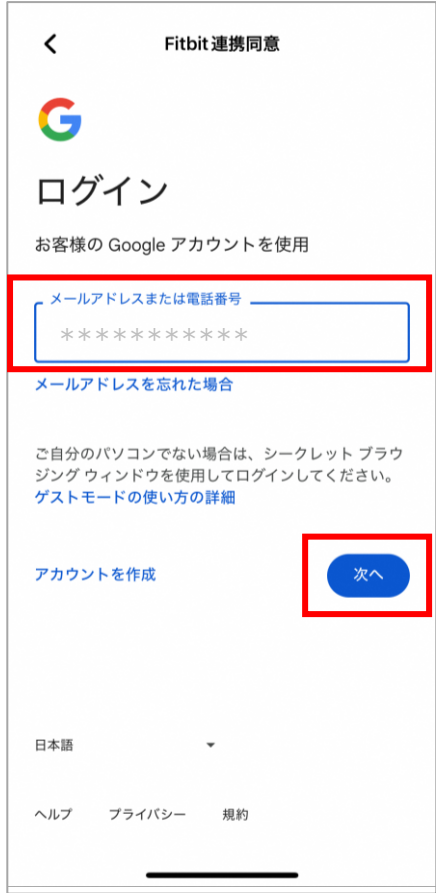 Fitbit連携同意
ログイン
お客様の Google アカウントを使用
メールアドレスまたは電話番号
***********
メールアドレスを忘れた場合
ご自分のパソコンでない場合は、シークレット ブラウ
ジング ウィンドウを使用してログインしてください。
ゲストモードの使い方の詳細
アカウントを作成
次へ
日本語
ヘルプ プライバシー 規約